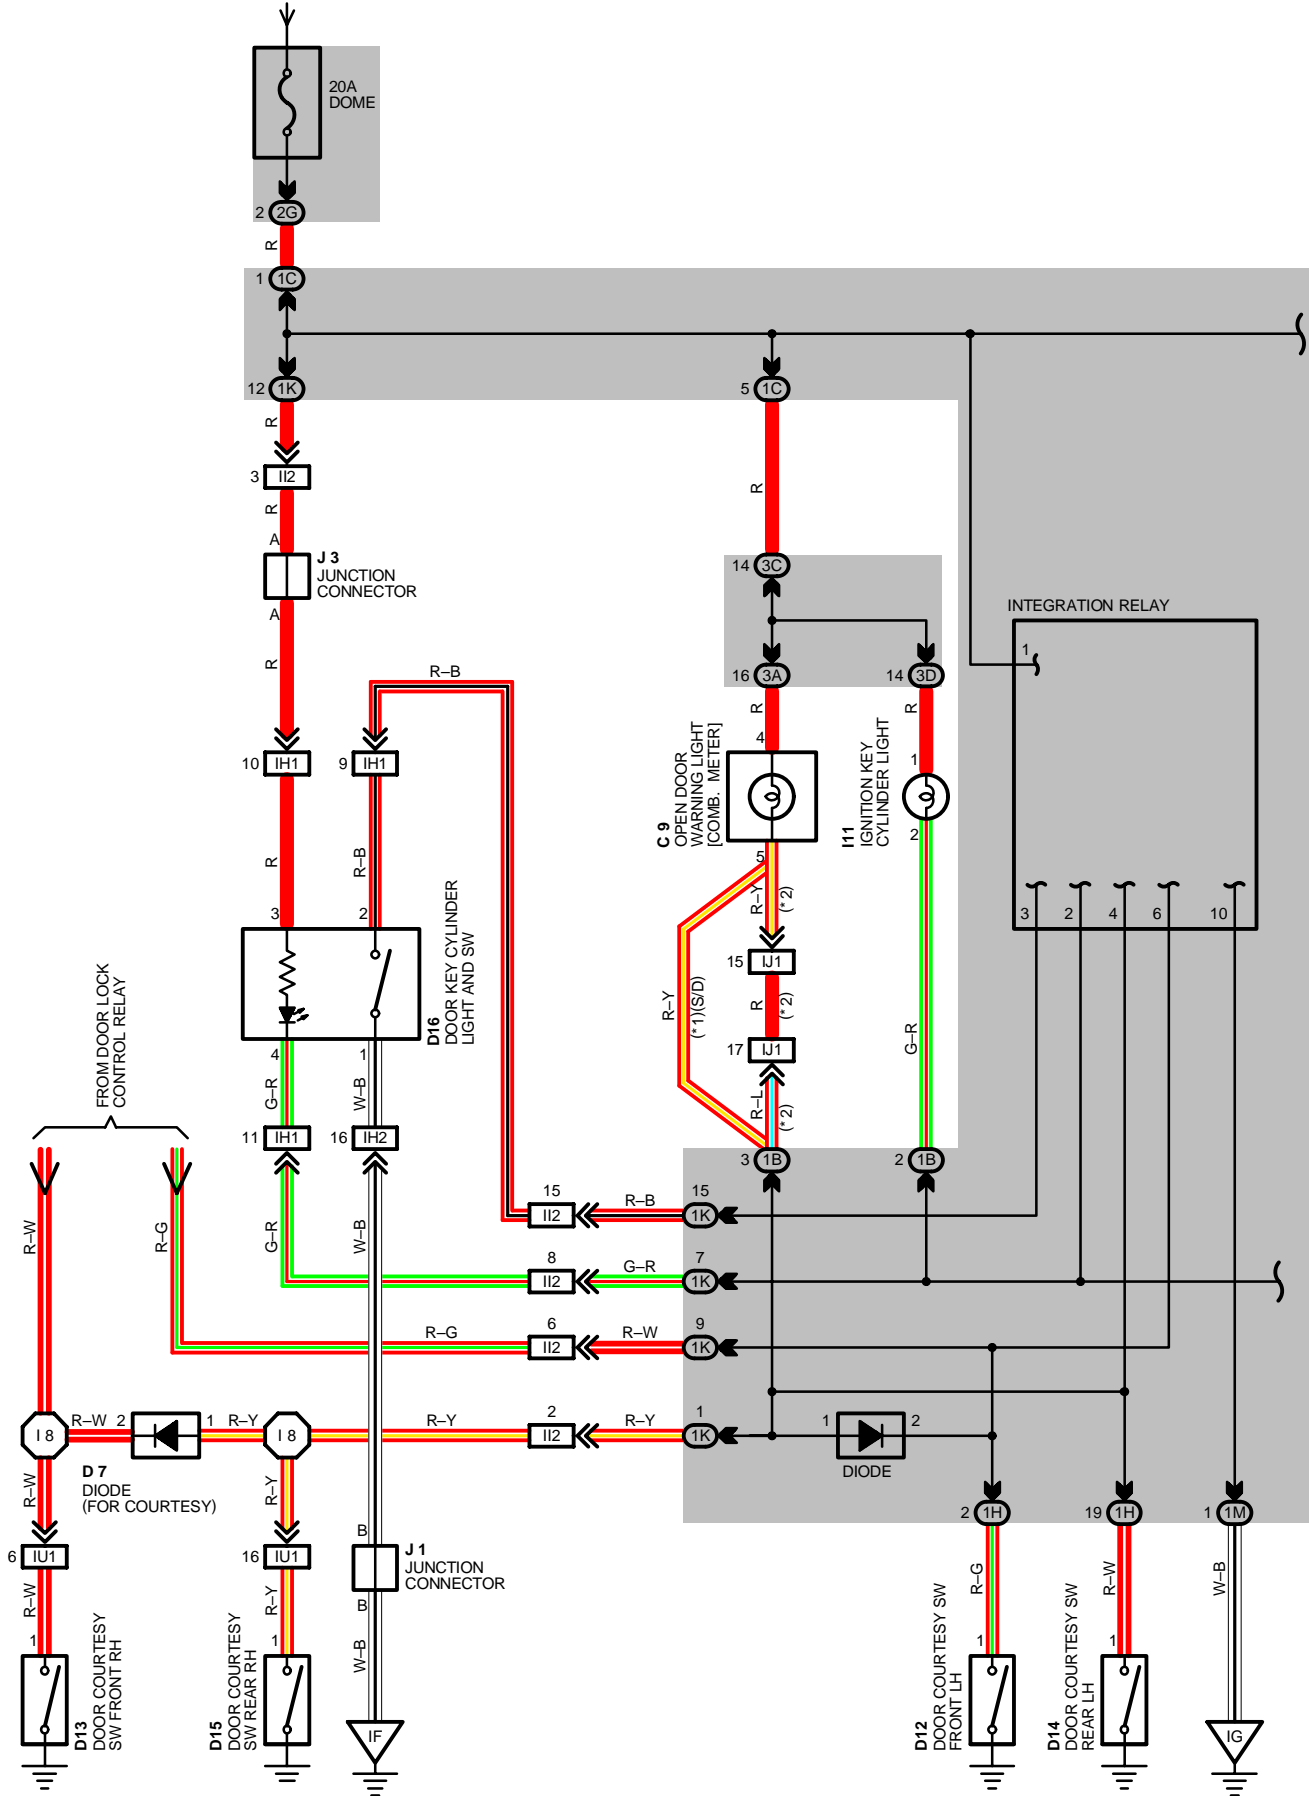 20A
DOME
2 2G
R
1 1C
12 1K
5 1C
R
3 II2
R
R
A
J 3
JUNCTION
CONNECTOR
A
14 3C
INTEGRATION RELAY
1
R
R–B
16 3A
14 3D
R
R
4
1
10 IH1
9 IH1
C 9
OPEN DOOR
WARNING LIGHT
[COMB. METER]
I11
IGNITION KEY
CYLINDER LIGHT
2
5
R
R–B
R–Y
(*2)
3
2
3
2
4
6
10
D16
DOOR KEY CYLINDER
LIGHT AND SW
15 IJ1
R–Y
(*1)(S/D)
R
(*2)
FROM DOOR LOCK
CONTROL RELAY
17 IJ1
G–R
4
1
G–R
W–B
R–L
(*2)
11 IH1
16 IH2
3 1B
2 1B
15
II2
R–B
15
1K
R–W
R–G
G–R
W–B
8
II2
G–R
7
1K
R–G
6
II2
R–W
9
1K
I 8
R–W
2
1
R–Y
I 8
R–Y
2
II2
R–Y
1
1K
1
2
DIODE
D 7
DIODE
(FOR COURTESY)
R–W
R–Y
2 1H
19 1H
1 1M
B
J 1
JUNCTION
CONNECTOR
B
6 IU1
16 IU1
R–W
R–Y
W–B
R–G
R–W
W–B
1
1
1
1
D13
DOOR COURTESY
SW FRONT RH
D15
DOOR COURTESY
SW REAR RH
IF
D12
DOOR COURTESY SW
FRONT LH
D14
DOOR COURTESY SW
REAR LH
IG